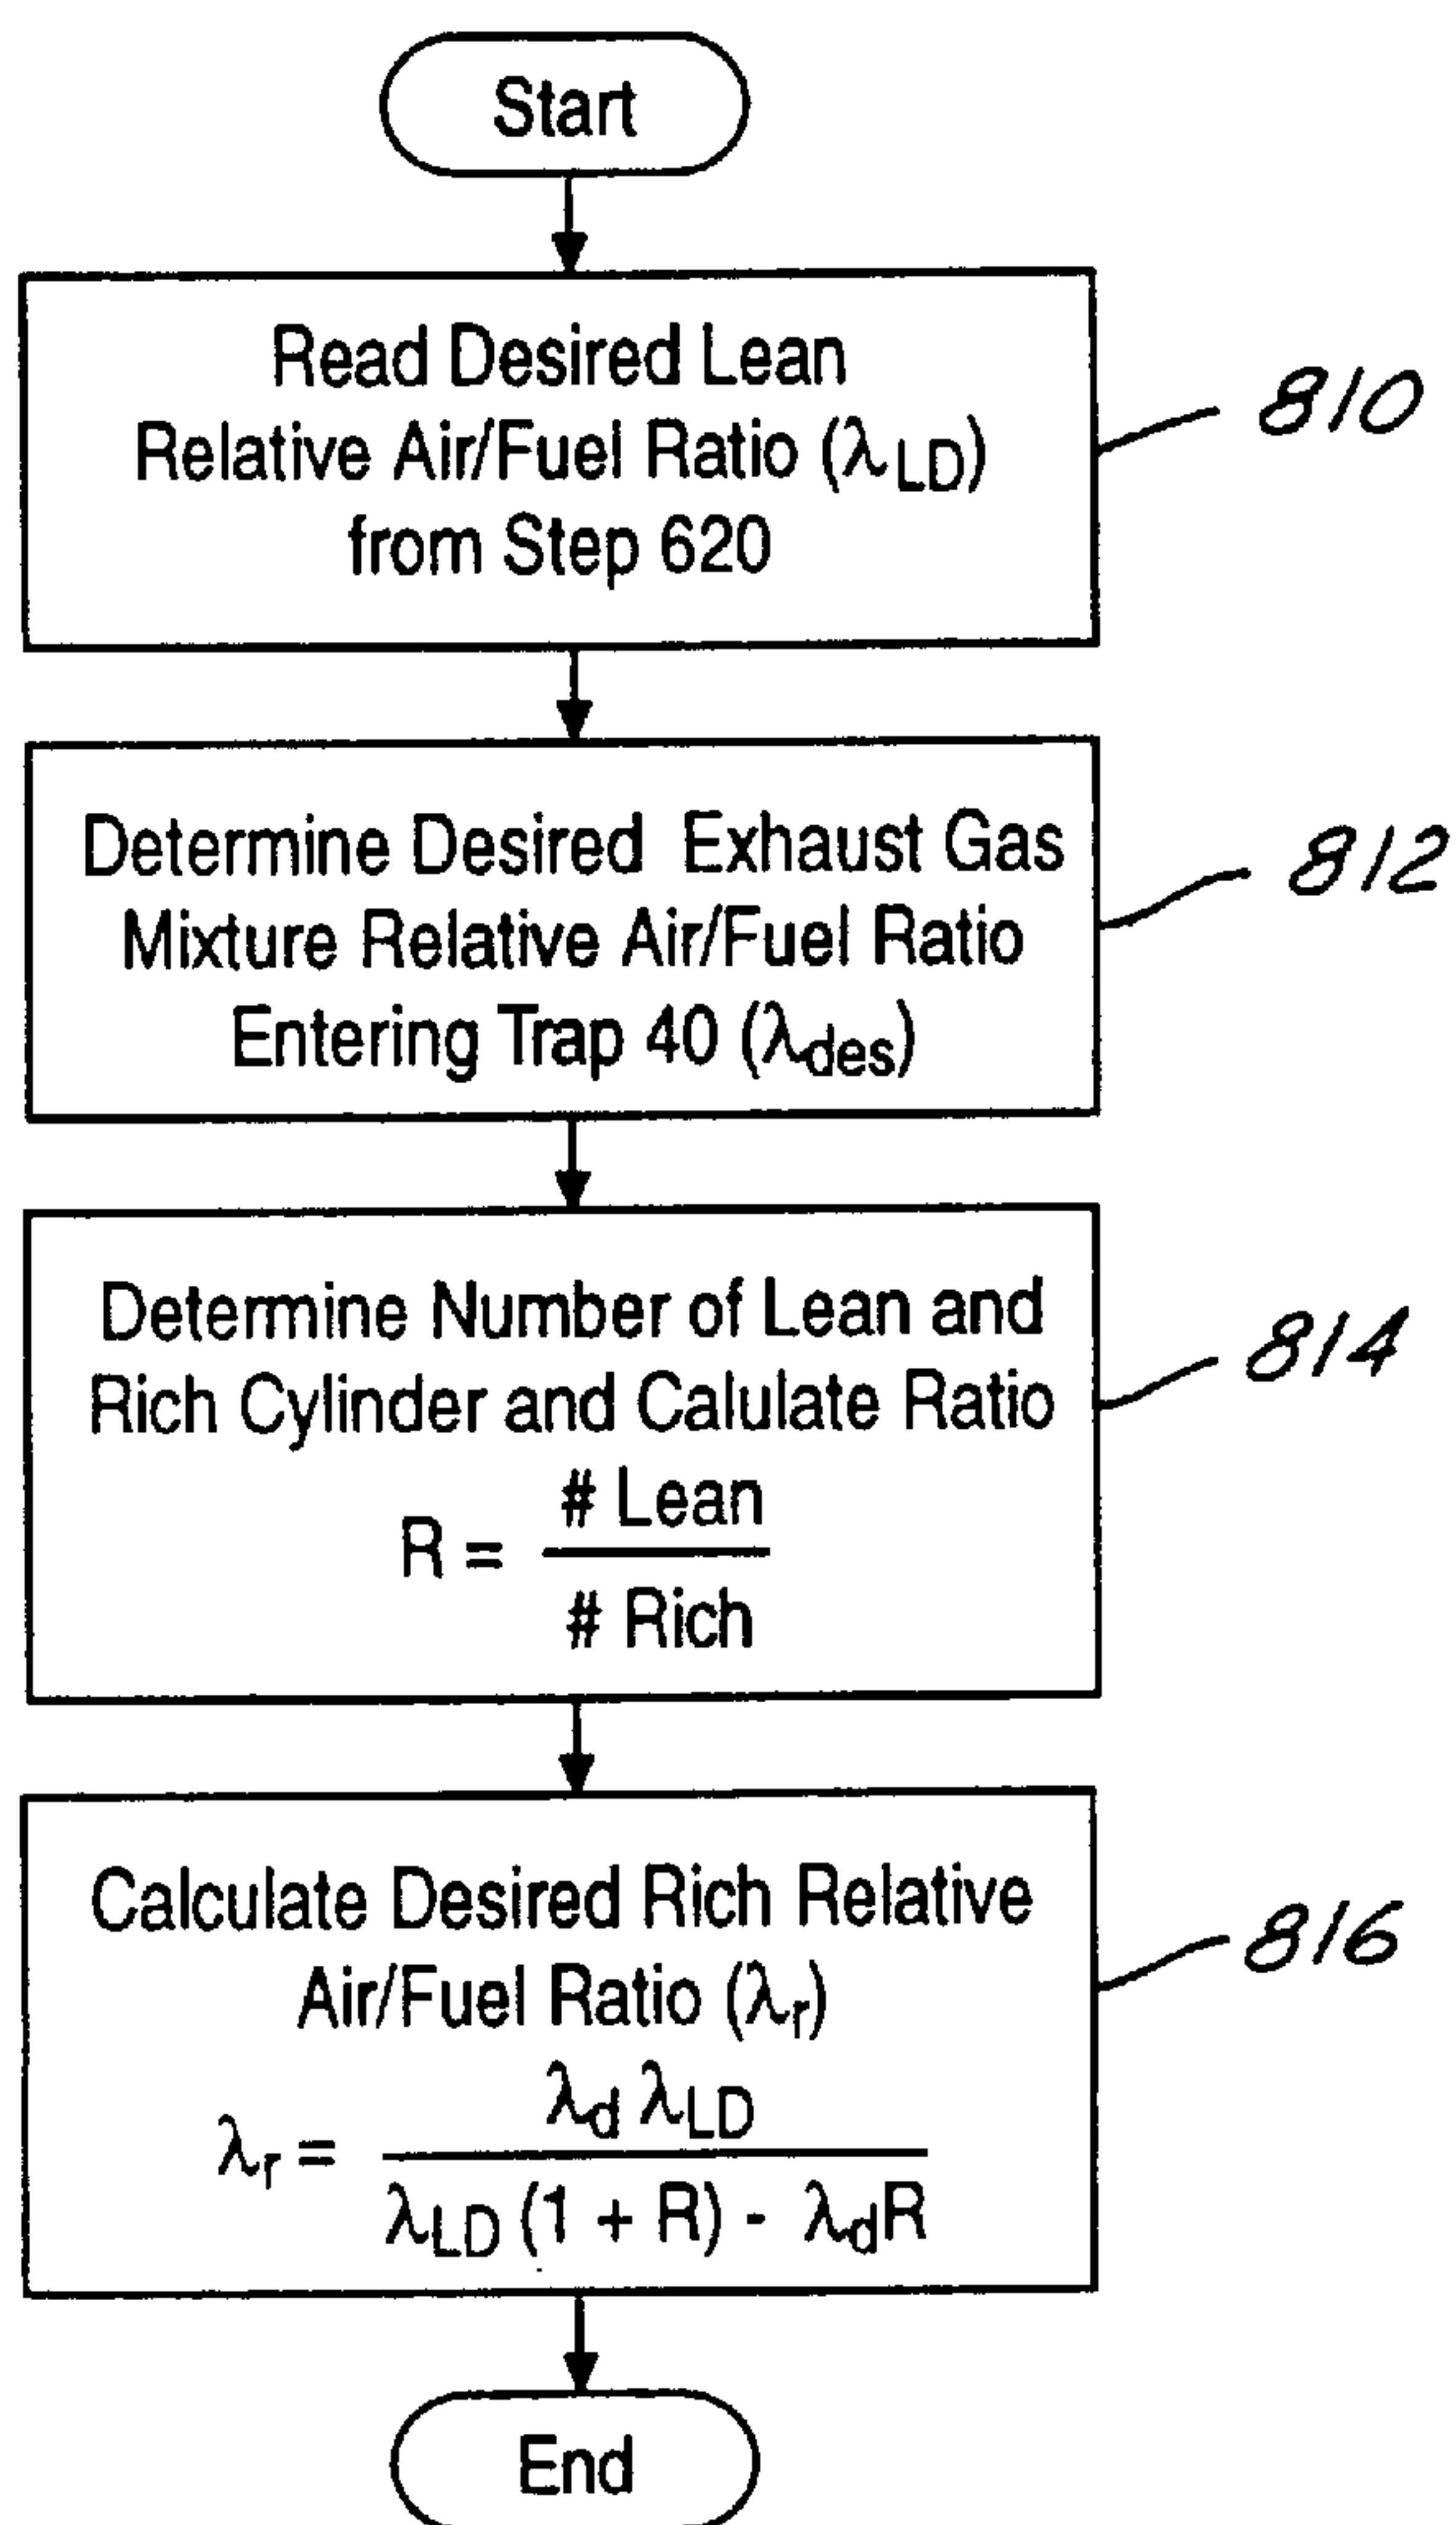 Start
Read Desired Lean
Relative Air/Fuel Ratio (λLD)
from Step 620
810
Determine Desired Exhaust Gas
Mixture Relative Air/Fuel Ratio
Entering Trap 40 (λdes)
812
Determine Number of Lean and
Rich Cylinder and Calulate Ratio
R = # Lean / # Rich
814
Calculate Desired Rich Relative
Air/Fuel Ratio (λr)
λr = λd λLD / λLD (1 + R) - λdR
816
End